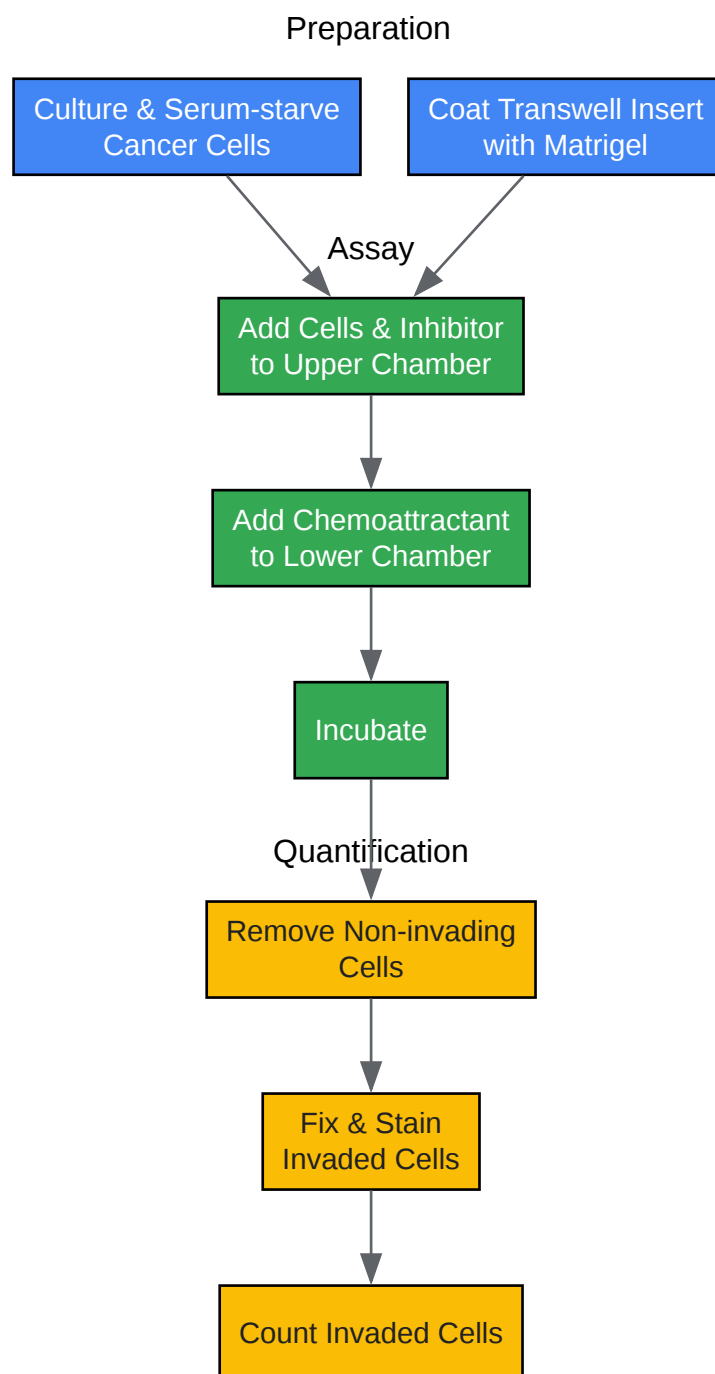 Preparation
Culture & Serum-starve
Cancer Cells
Coat Transwell Insert
with Matrigel
Assay
Add Cells & Inhibitor
to Upper Chamber
Add Chemoattractant
to Lower Chamber
Incubate
Quantification
Remove Non-invading
Cells
Fix & Stain
Invaded Cells
Count Invaded Cells